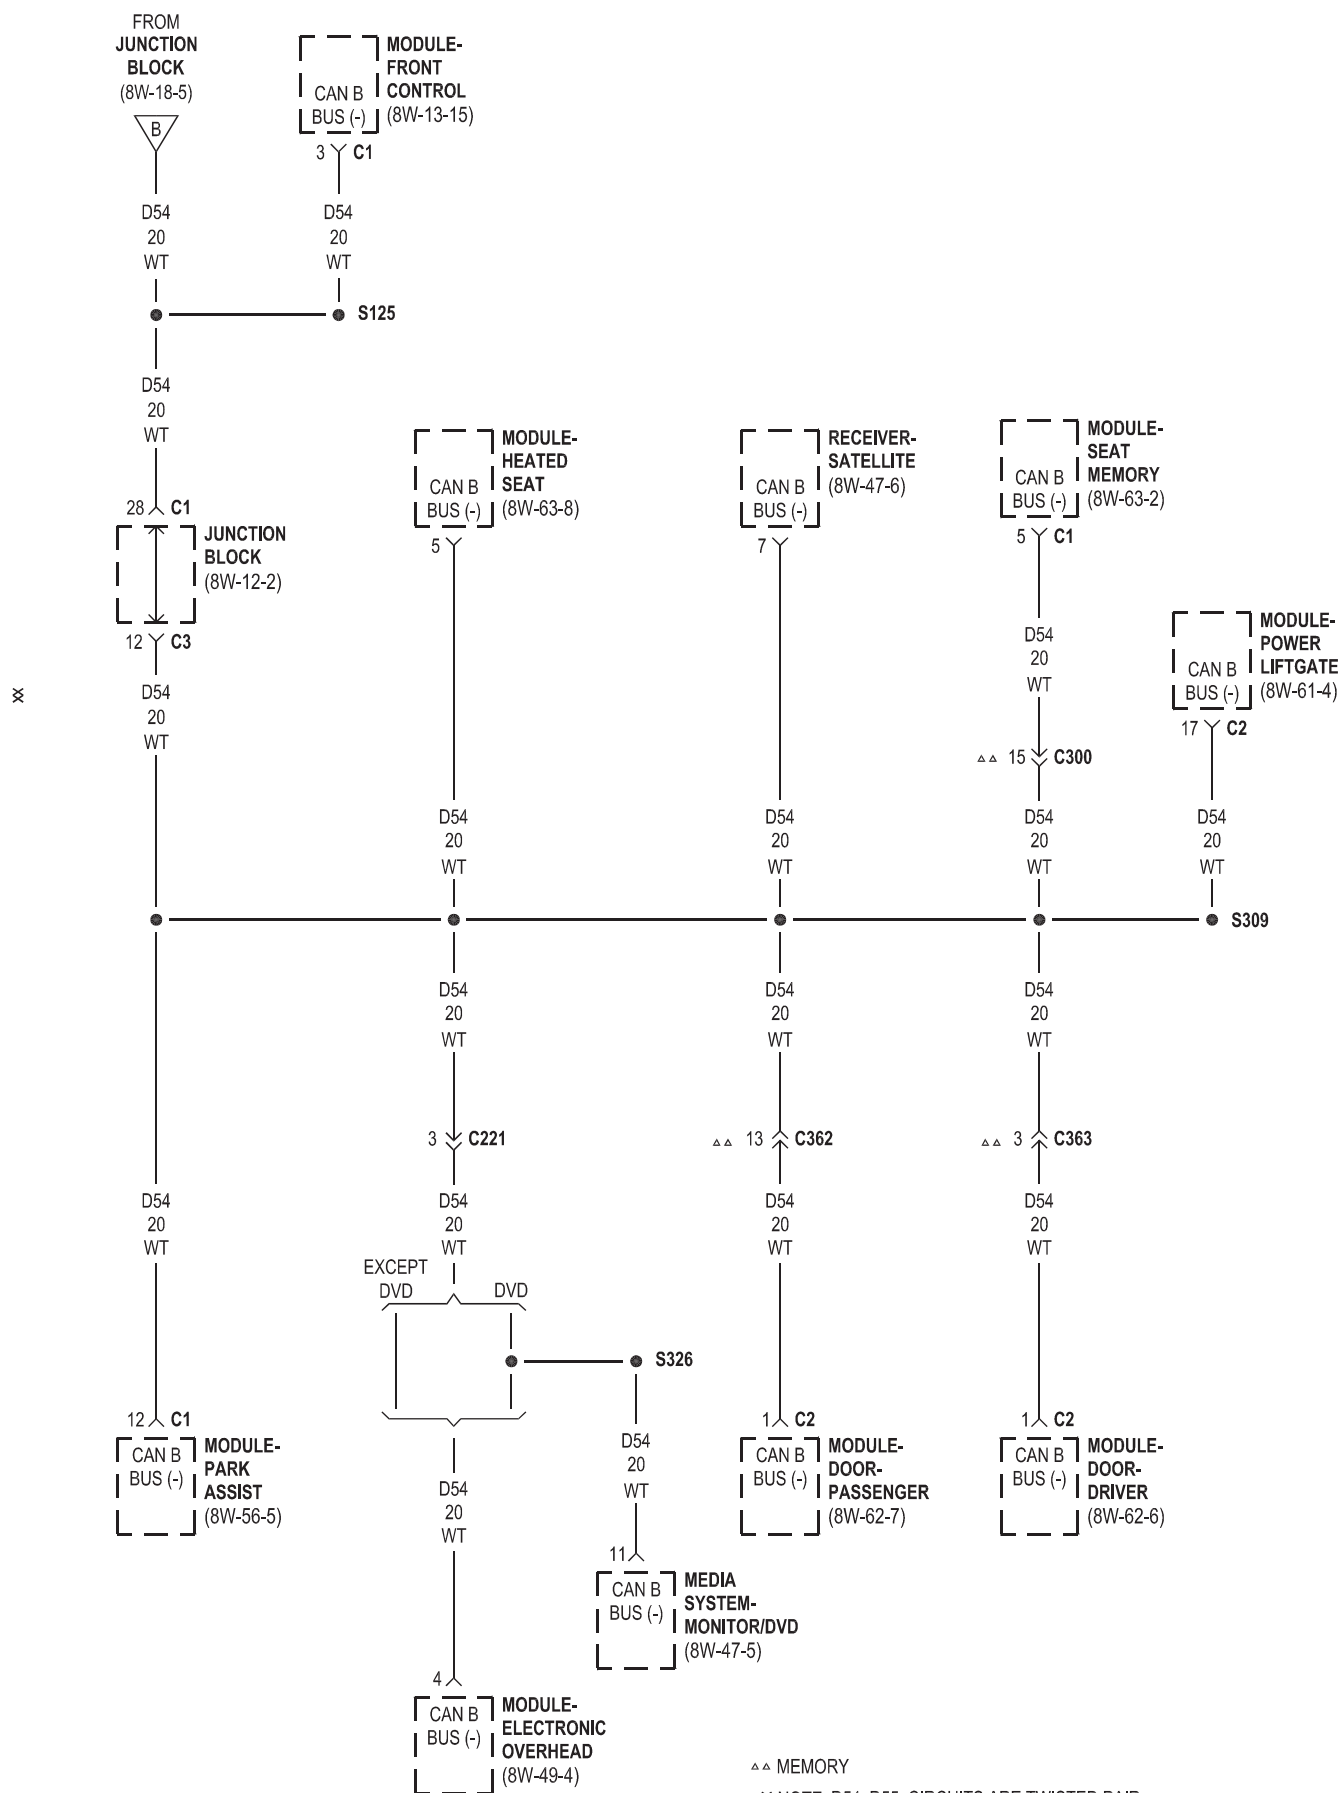 FROM
JUNCTION
BLOCK
(8W-18-5)
B
MODULE-
FRONT
CONTROL
(8W-13-15)
CAN B
BUS (-)
3 C1
D54
20
WT
D54
20
WT
S125
D54
20
WT
28 C1
JUNCTION
BLOCK
(8W-12-2)
12 C3
D54
20
WT
MODULE-
HEATED
SEAT
(8W-63-8)
CAN B
BUS (-)
5
D54
20
WT
RECEIVER-
SATELLITE
(8W-47-6)
CAN B
BUS (-)
7
D54
20
WT
MODULE-
SEAT
MEMORY
(8W-63-2)
CAN B
BUS (-)
5 C1
D54
20
WT
△△ 15 C300
D54
20
WT
MODULE-
POWER
LIFTGATE
(8W-61-4)
CAN B
BUS (-)
17 C2
D54
20
WT
S309
XX
D54
20
WT
12 C1
CAN B
BUS (-)
MODULE-
PARK
ASSIST
(8W-56-5)
D54
20
WT
3 C221
D54
20
WT
EXCEPT
DVD
DVD
S326
D54
20
WT
4
CAN B
BUS (-)
MODULE-
ELECTRONIC
OVERHEAD
(8W-49-4)
D54
20
WT
11
CAN B
BUS (-)
MEDIA
SYSTEM-
MONITOR/DVD
(8W-47-5)
D54
20
WT
△△ 13 C362
D54
20
WT
1 C2
CAN B
BUS (-)
MODULE-
DOOR-
PASSENGER
(8W-62-7)
D54
20
WT
△△ 3 C363
D54
20
WT
1 C2
CAN B
BUS (-)
MODULE-
DOOR-
DRIVER
(8W-62-6)
△△ MEMORY